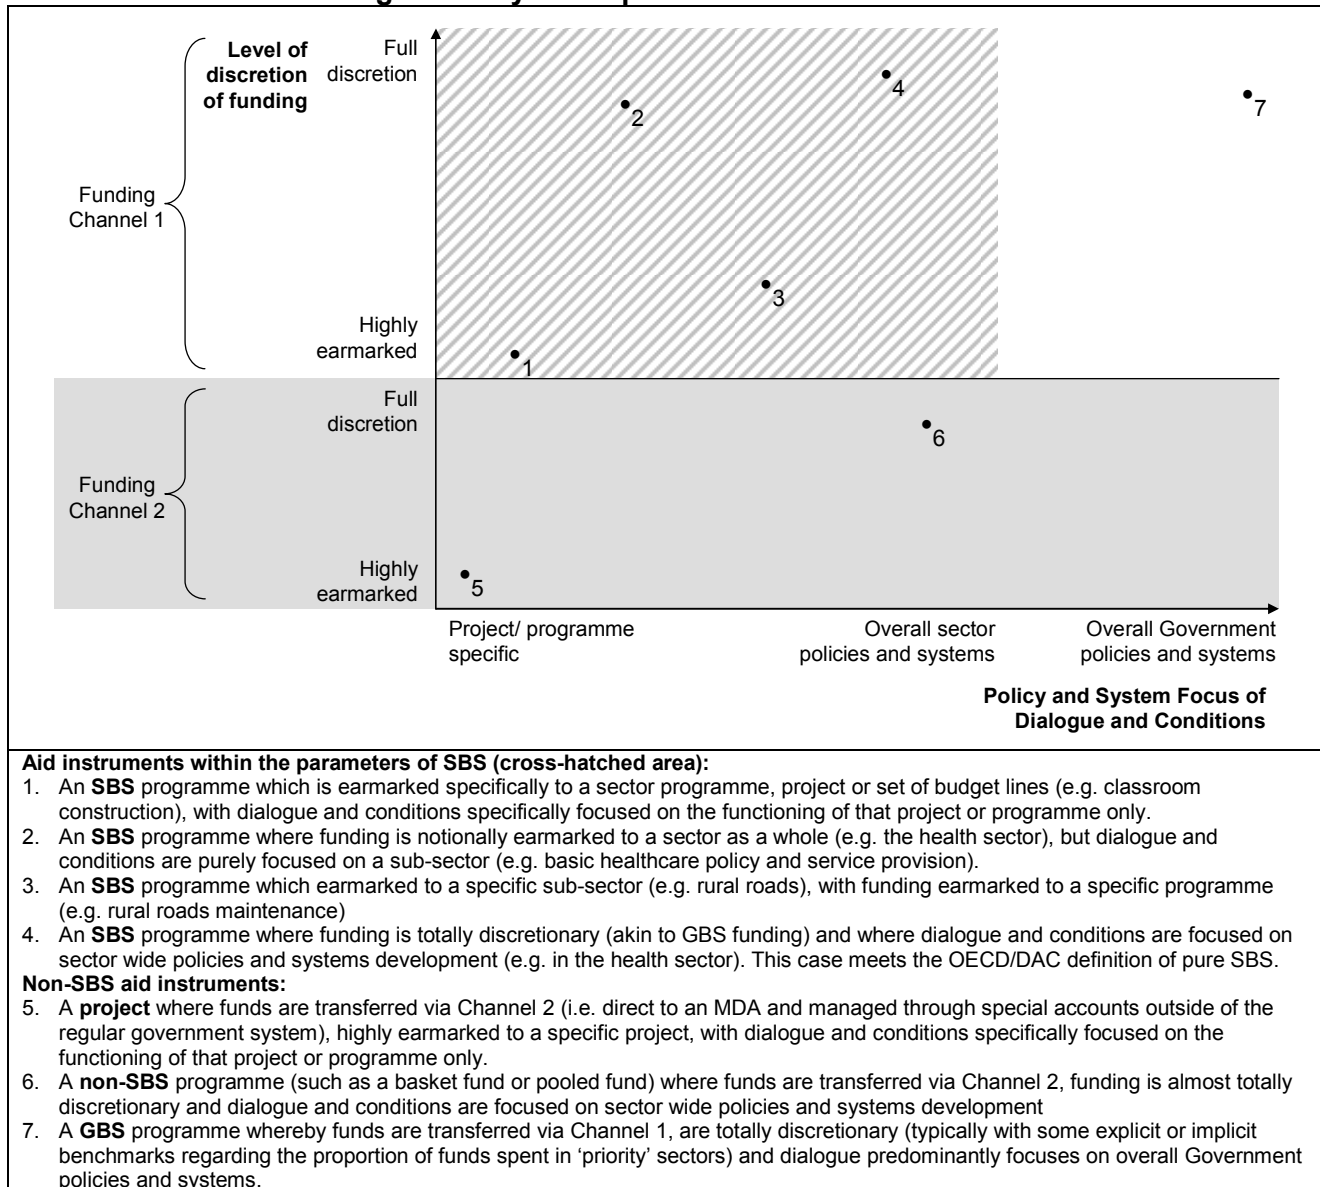 Level of
discretion
of funding
Full
discretion
4
2
7
Funding
Channel 1
3
Highly
earmarked
1
Full
discretion
6
Funding
Channel 2
Highly
earmarked
5
Project/ programme
specific
Overall sector
policies and systems
Overall Government
policies and systems
Policy and System Focus of
Dialogue and Conditions
Aid instruments within the parameters of SBS (cross-hatched area):
1. An SBS programme which is earmarked specifically to a sector programme, project or set of budget lines (e.g. classroom
construction), with dialogue and conditions specifically focused on the functioning of that project or programme only.
2. An SBS programme where funding is notionally earmarked to a sector as a whole (e.g. the health sector), but dialogue and
conditions are purely focused on a sub-sector (e.g. basic healthcare policy and service provision).
3. An SBS programme which earmarked to a specific sub-sector (e.g. rural roads), with funding earmarked to a specific programme
(e.g. rural roads maintenance)
4. An SBS programme where funding is totally discretionary (akin to GBS funding) and where dialogue and conditions are focused on
sector wide policies and systems development (e.g. in the health sector). This case meets the OECD/DAC definition of pure SBS.
Non-SBS aid instruments:
5. A project where funds are transferred via Channel 2 (i.e. direct to an MDA and managed through special accounts outside of the
regular government system), highly earmarked to a specific project, with dialogue and conditions specifically focused on the
functioning of that project or programme only.
6. A non-SBS programme (such as a basket fund or pooled fund) where funds are transferred via Channel 2, funding is almost totally
discretionary and dialogue and conditions are focused on sector wide policies and systems development
7. A GBS programme whereby funds are transferred via Channel 1, are totally discretionary (typically with some explicit or implicit
benchmarks regarding the proportion of funds spent in 'priority' sectors) and dialogue predominantly focuses on overall Government
policies and systems.